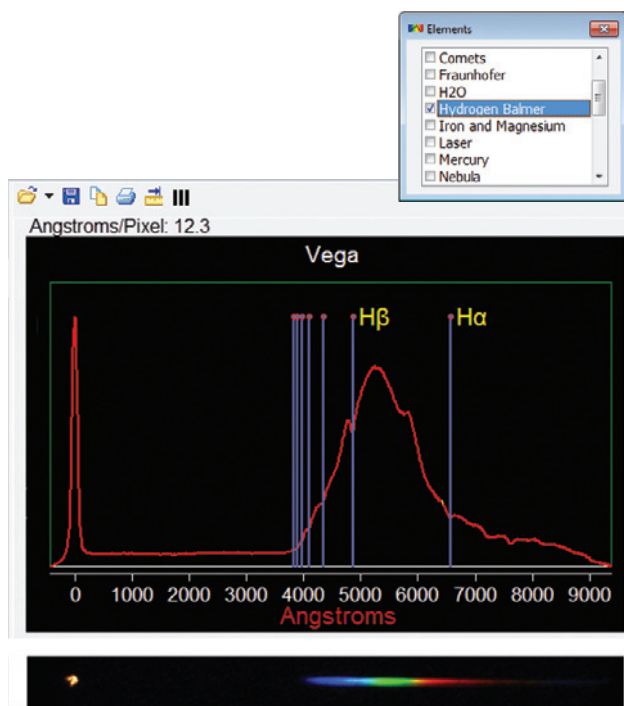 Elements
Comets
Fraunhofer
H2O
Hydrogen Balmer
Iron and Magnesium
Laser
Mercury
Nebula
Angstroms/Pixel: 12.3
Vega
Hβ Hα
0 1000 2000 3000 4000 5000 6000 7000 8000 9000
Angstroms